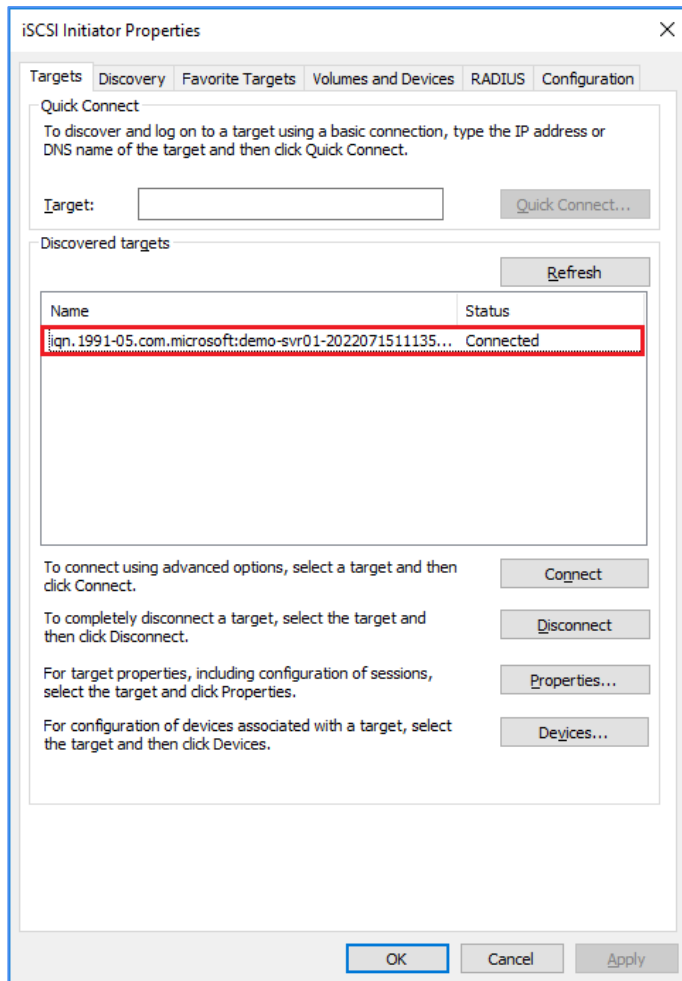 iSCSI Initiator Properties
Targets Discovery Favorite Targets Volumes and Devices RADIUS Configuration
Quick Connect
To discover and log on to a target using a basic connection, type the IP address or
DNS name of the target and then click Quick Connect.
Target:
Quick Connect...
Discovered targets
Refresh
Name Status
iqn.1991-05.com.microsoft:demo-svr01-2022071511135... Connected
To connect using advanced options, select a target and then
click Connect.
Connect
To completely disconnect a target, select the target and
then click Disconnect.
Disconnect
For target properties, including configuration of sessions,
select the target and click Properties.
Properties...
For configuration of devices associated with a target, select
the target and then click Devices.
Devices...
OK Cancel Apply